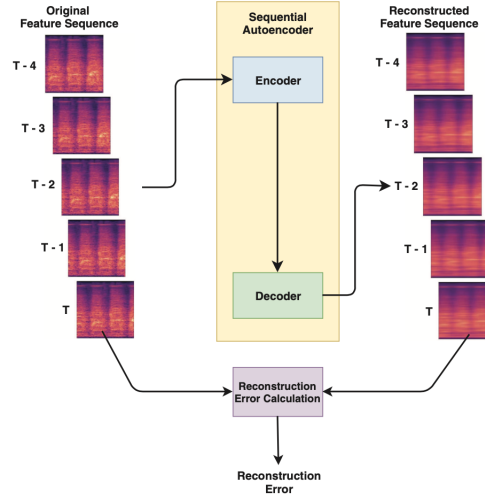 Original
Feature Sequence
Sequential
Autoencoder
Reconstructed
Feature Sequence
T - 4
T - 3
T - 2
T - 1
T
Encoder
Decoder
T - 4
T - 3
T - 2
T - 1
T
Reconstruction
Error Calculation
Reconstruction
Error